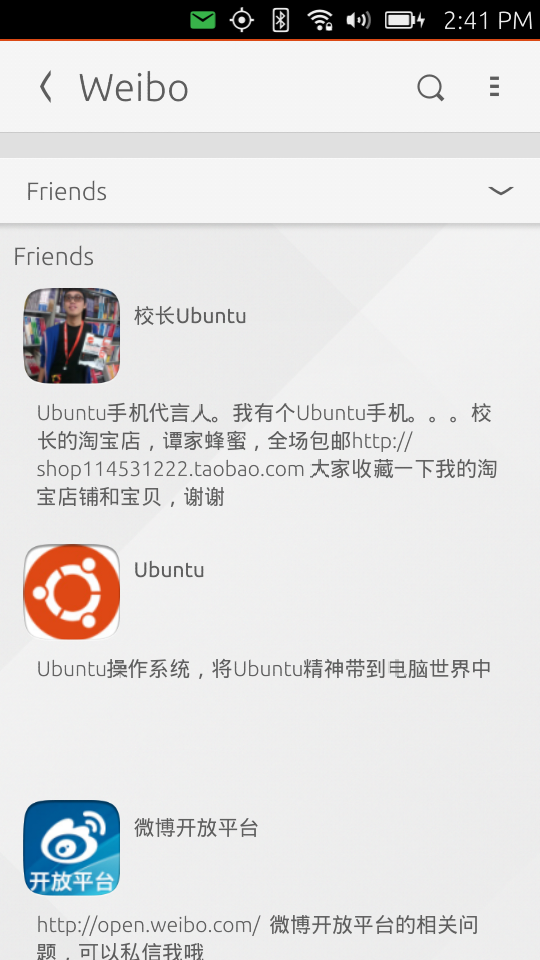 2:41 PM
Weibo
Friends
Friends
校长Ubuntu
Ubuntu手机代言人。我有个Ubuntu手机。。。校
长的淘宝店，谭家蜂蜜，全场包邮http://
shop114531222.taobao.com 大家收藏一下我的淘
宝店铺和宝贝，谢谢
Ubuntu
Ubuntu操作系统，将Ubuntu精神带到电脑世界中
微博开放平台
开放平台
http://open.weibo.com/ 微博开放平台的相关问
题，可以私信我哦